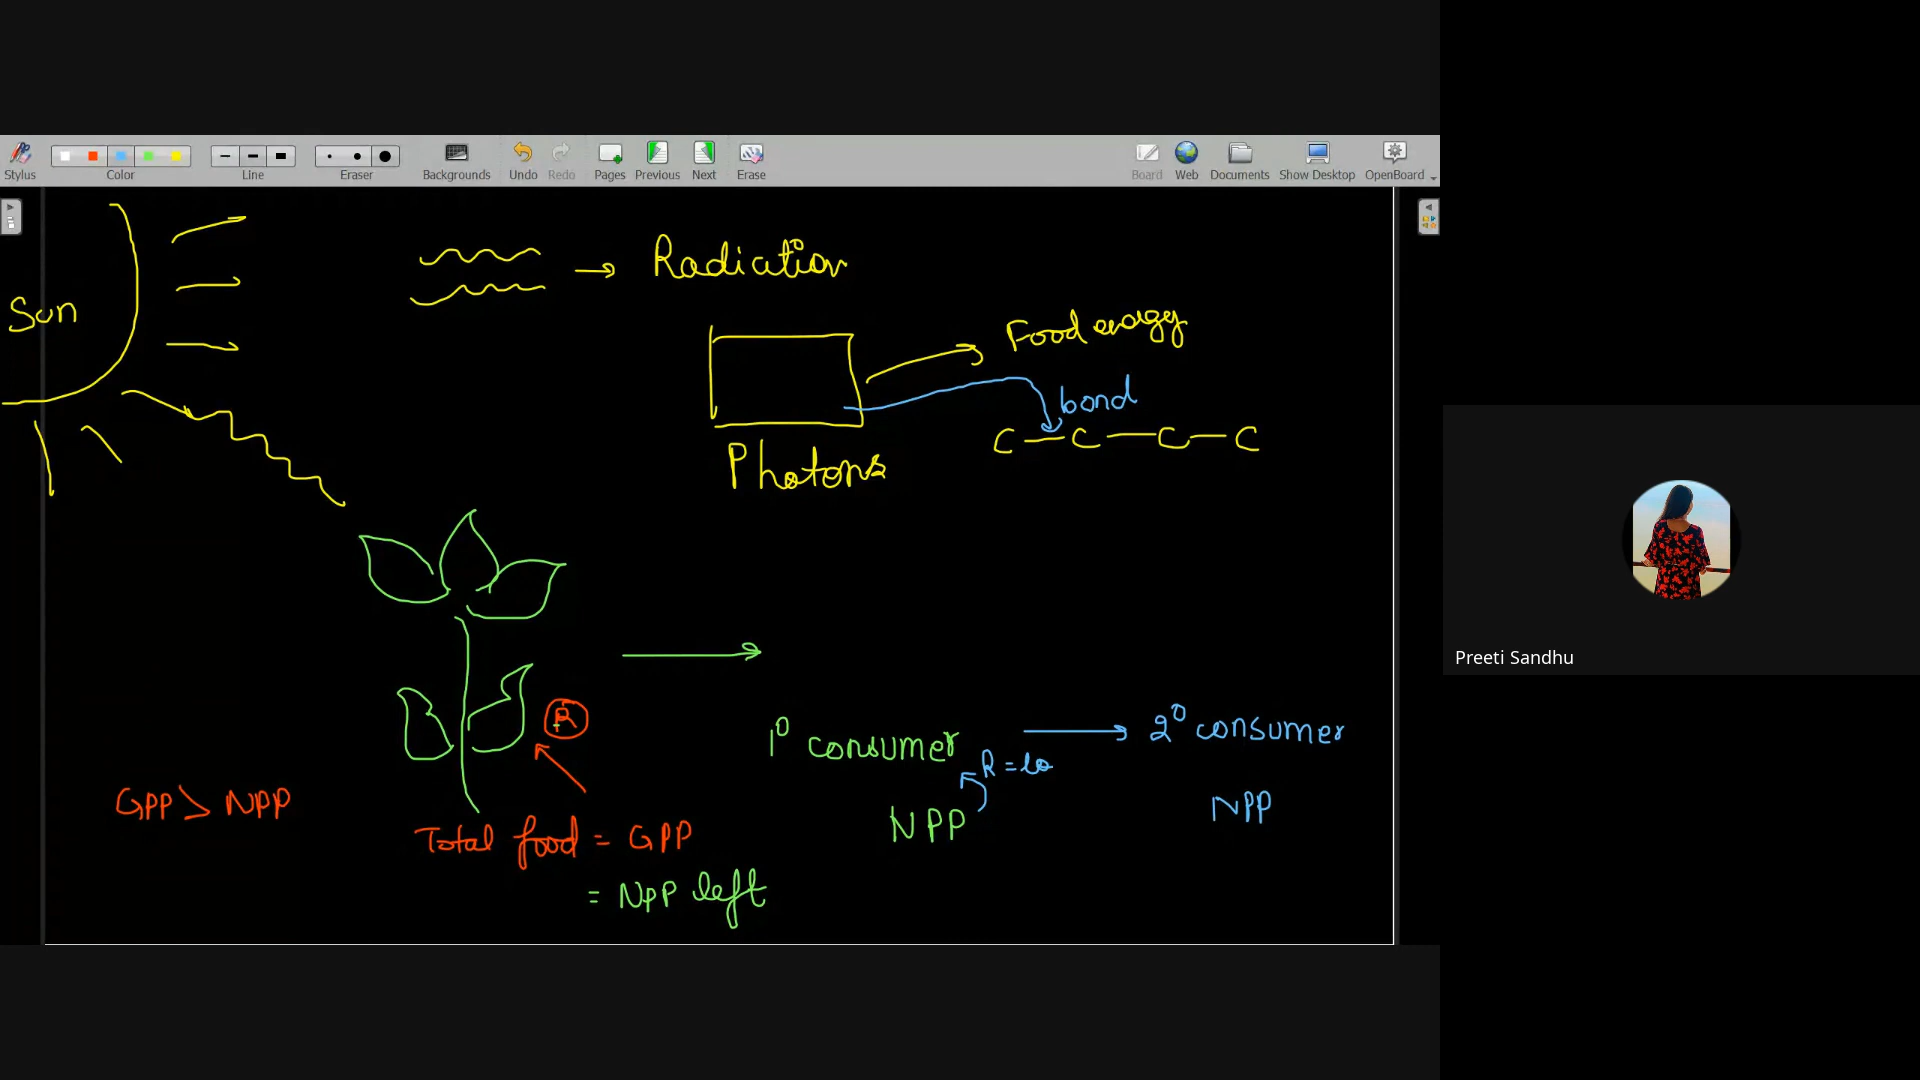 Stylus
Color
Line
Eraser
Backgrounds
Undo
Redo
Pages
Previous
Next
Erase
Board
Web
Documents
Show Desktop
OpenBoard
Sun
Radiation
Food energy
bond
C — C — C — C
Photons
R
1° consumer
2° consumer
R =
GPP > NPP
NPP
NPP
Total food = GPP
= NPP left
Preeti Sandhu